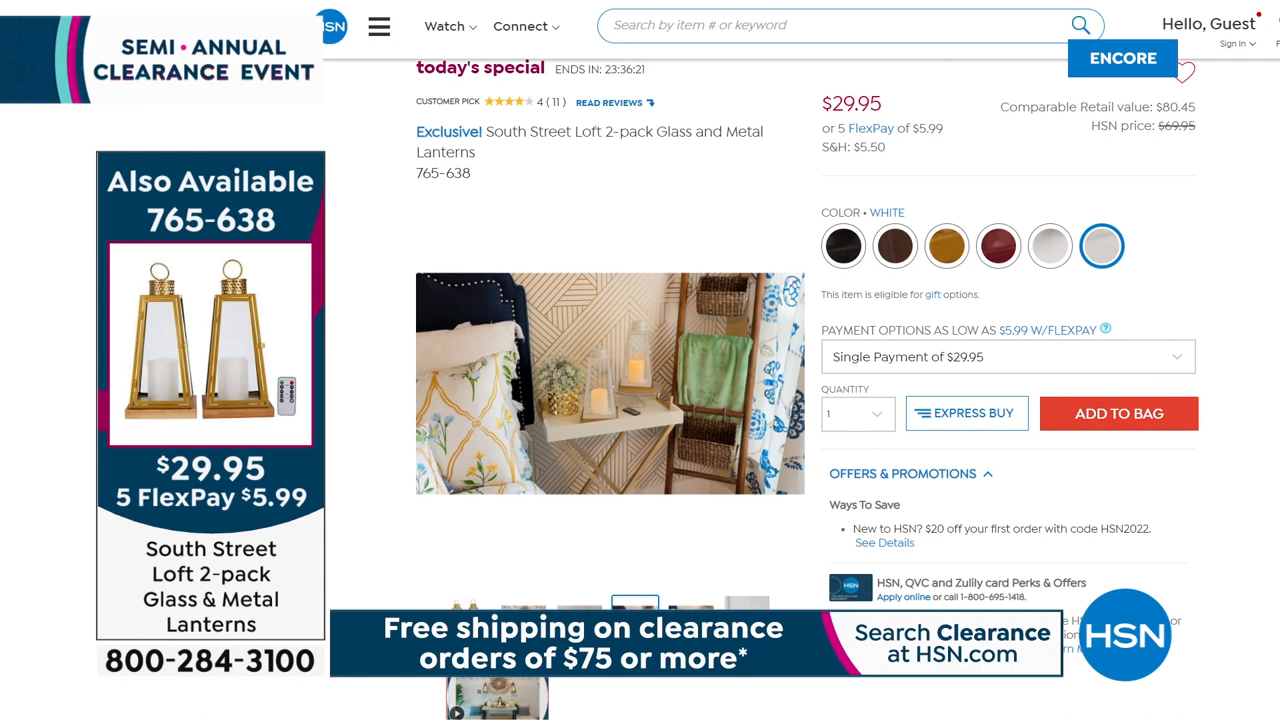 SEMI • ANNUAL
CLEARANCE EVENT
HSN
Watch
Connect
Search by item # or keyword
Hello, Guest
Sign In
ENCORE
today's special ENDS IN: 23:36:21
CUSTOMER PICK 4 ( 11 ) READ REVIEWS
Exclusive! South Street Loft 2-pack Glass and Metal
Lanterns
765-638
$29.95
or 5 FlexPay of $5.99
S&H: $5.50
Comparable Retail value: $80.45
HSN price: $69.95
COLOR • WHITE
This item is eligible for gift options.
PAYMENT OPTIONS AS LOW AS $5.99 W/FLEXPAY ?
Single Payment of $29.95
QUANTITY
1
EXPRESS BUY
ADD TO BAG
OFFERS & PROMOTIONS
Ways To Save
• New to HSN? $20 off your first order with code HSN2022.
See Details
HSN
HSN, QVC and Zulily card Perks & Offers
Apply online or call 1-800-695-1418.
Also Available
765-638
$29.95
5 FlexPay $5.99
South Street
Loft 2-pack
Glass & Metal
Lanterns
800-284-3100
Free shipping on clearance
orders of $75 or more*
Search Clearance
at HSN.com
HSN